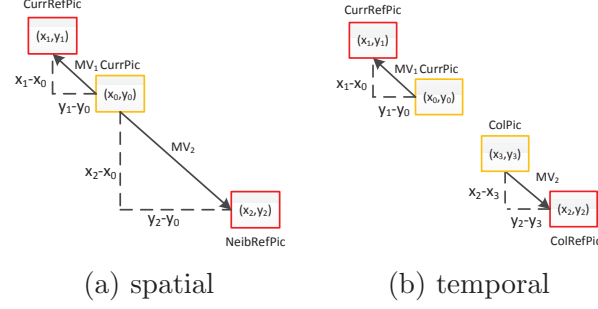 CurrRefPic
(x₁,y₁)
MV₁ CurrPic
x₁-x₀
(x₀,y₀)
y₁-y₀
MV₂
x₂-x₀
(x₂,y₂)
y₂-y₀
NeibRefPic
(a) spatial
CurrRefPic
(x₁,y₁)
MV₁ CurrPic
x₁-x₀
(x₀,y₀)
y₁-y₀
ColPic
(x₃,y₃)
MV₂
x₂-x₃
(x₂,y₂)
y₂-y₃
ColRefPic
(b) temporal